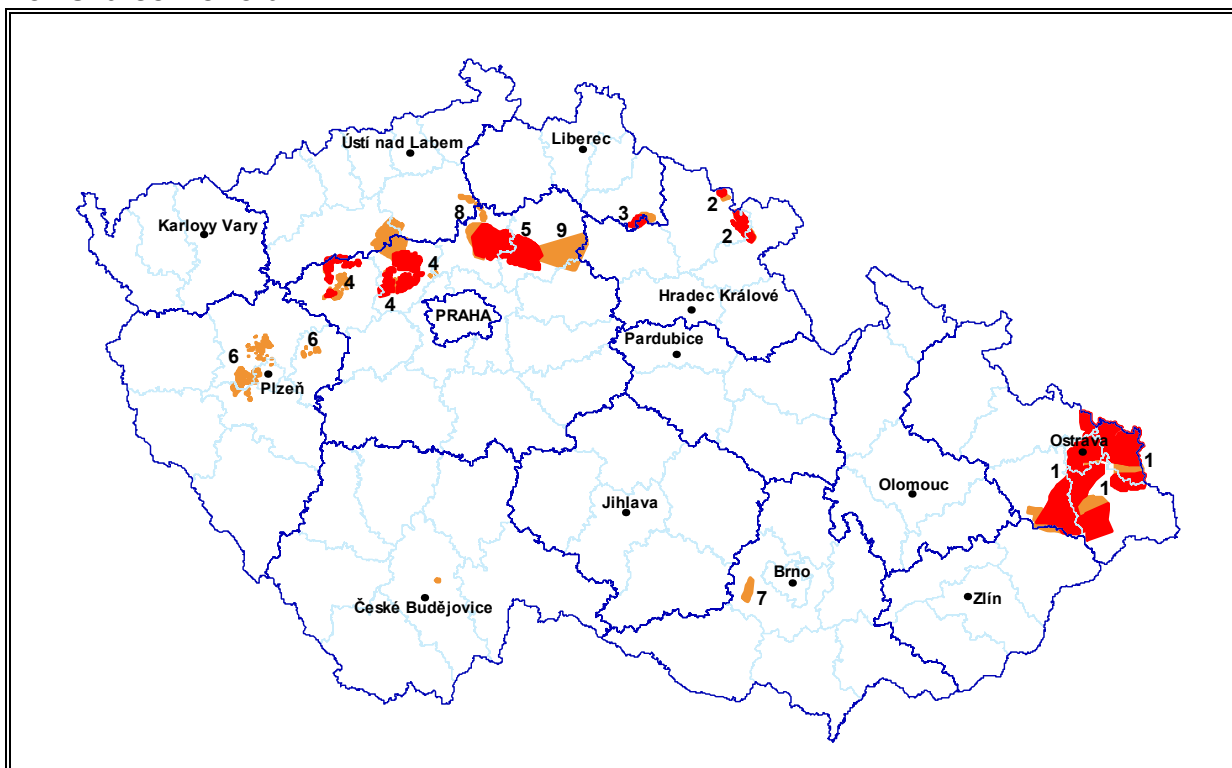 Ústí nad Labem
Liberec
Karlovy Vary
8
3
2
2
5
9
4
4
4
Hradec Králové
PRAHA
Pardubice
6
6
Plzeň
Ostrava
1
1
1
Olomouc
Jihlava
Brno
7
Zlín
České Budějovice